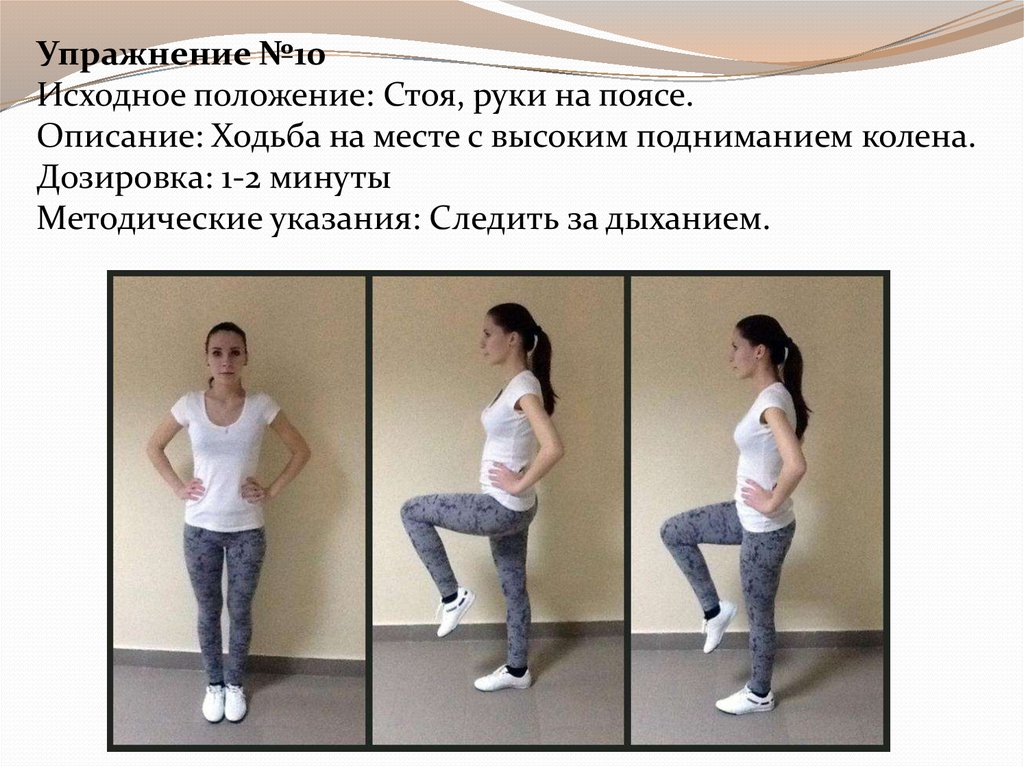 Упражнение №10
Исходное положение: Стоя, руки на поясе.
Описание: Ходьба на месте с высоким подниманием колена.
Дозировка: 1-2 минуты
Методические указания: Следить за дыханием.